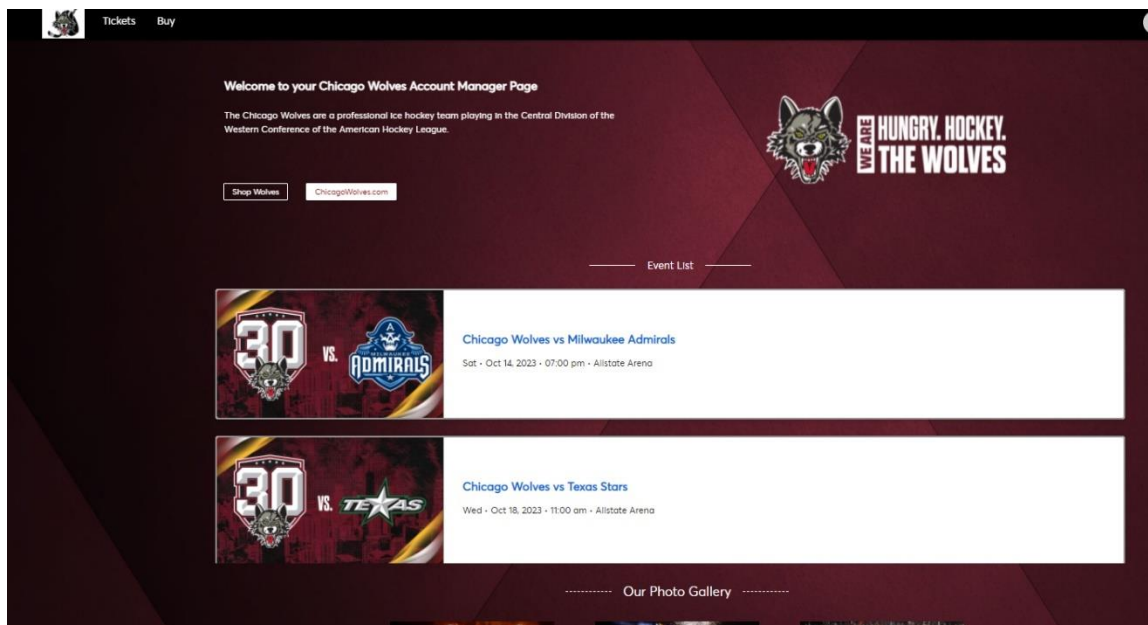 Tickets Buy
Welcome to your Chicago Wolves Account Manager Page
The Chicago Wolves are a professional ice hockey team playing in the Central Division of the
Western Conference of the American Hockey League.
WE ARE
HUNGRY. HOCKEY.
THE WOLVES
Shop Wolves ChicagoWolves.com
Event List
30 VS. A MILWAUKEE ADMIRALS
Chicago Wolves vs Milwaukee Admirals
Sat • Oct 14, 2023 • 07:00 pm • Allstate Arena
30 VS. TEXAS
Chicago Wolves vs Texas Stars
Wed • Oct 18, 2023 • 11:00 am • Allstate Arena
Our Photo Gallery